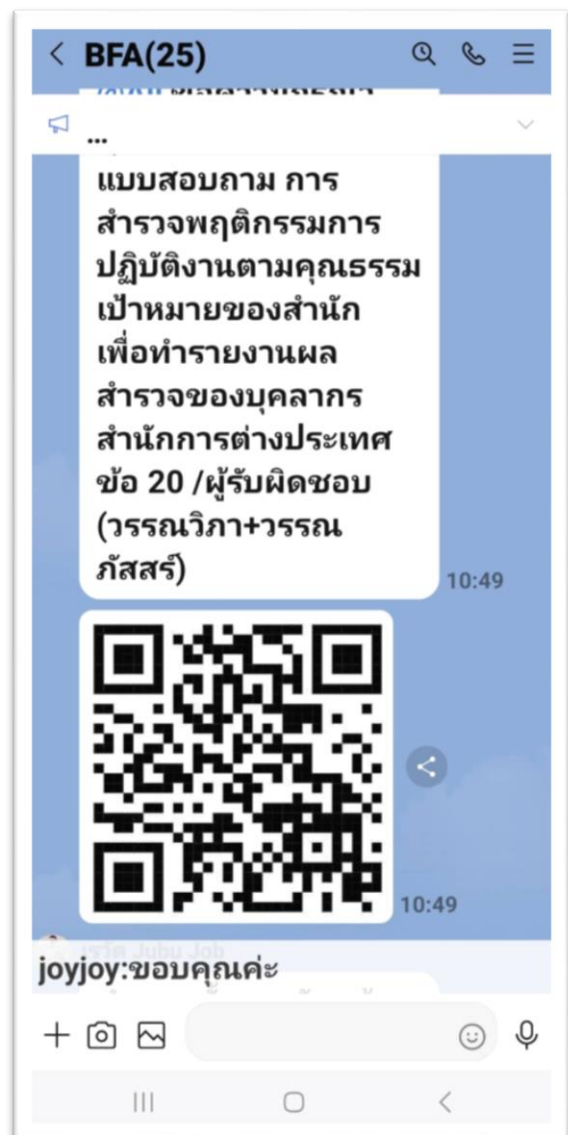 BFA(25)
...
แบบสอบถาม การ
สำรวจพฤติกรรมการ
ปฏิบัติงานตามคุณธรรม
เป้าหมายของสำนัก
เพื่อทำรายงานผล
สำรวจของบุคลากร
สำนักการต่างประเทศ
ข้อ 20 /ผู้รับผิดชอบ
(วรรณวิภา+วรรณ
ภัสสร์)
10:49
10:49
Jubu Job
joyjoy:ขอบคุณค่ะ